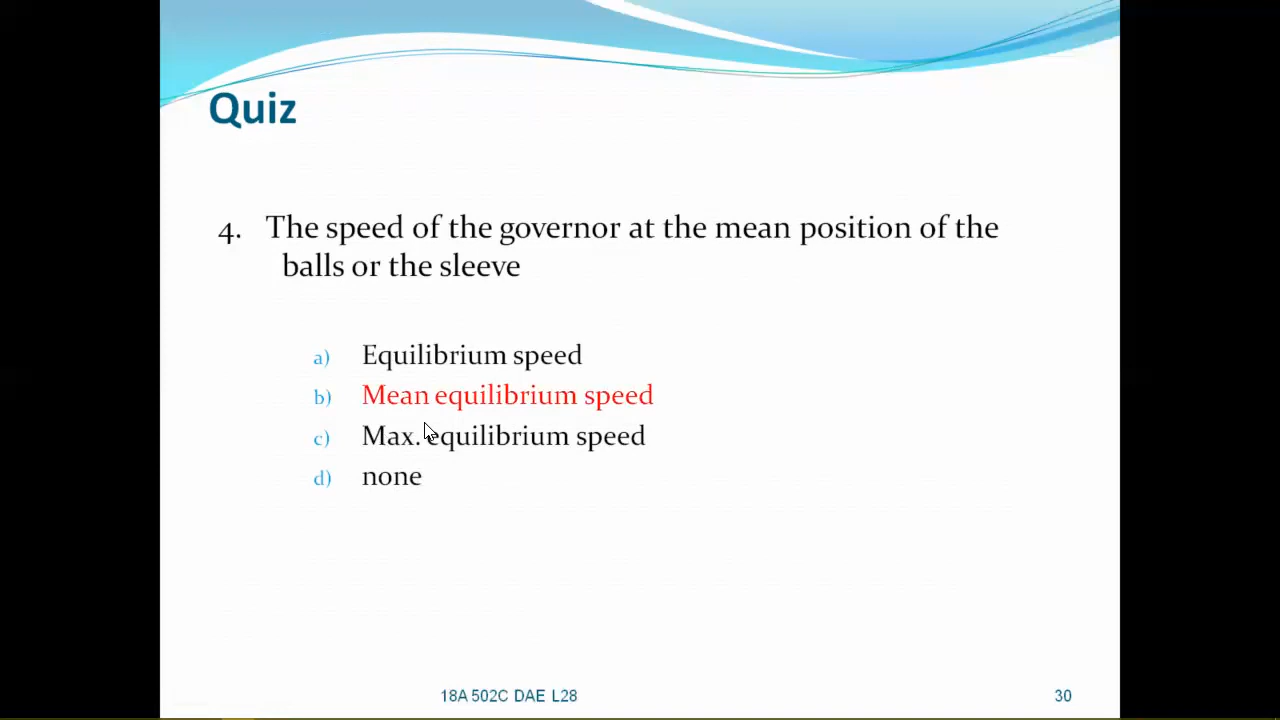 Quiz
4. The speed of the governor at the mean position of the
balls or the sleeve
a) Equilibrium speed
b) Mean equilibrium speed
c) Max. equilibrium speed
d) none
18A 502C DAE L28
30